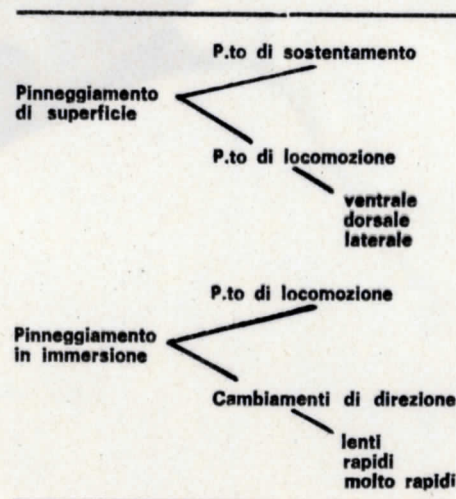 P.to di sostentamento
Pinneggiamento
di superficie
P.to di locomozione
ventrale
dorsale
laterale
P.to di locomozione
Pinneggiamento
in immersione
Cambiamenti di direzione
lenti
rapidi
molto rapidi